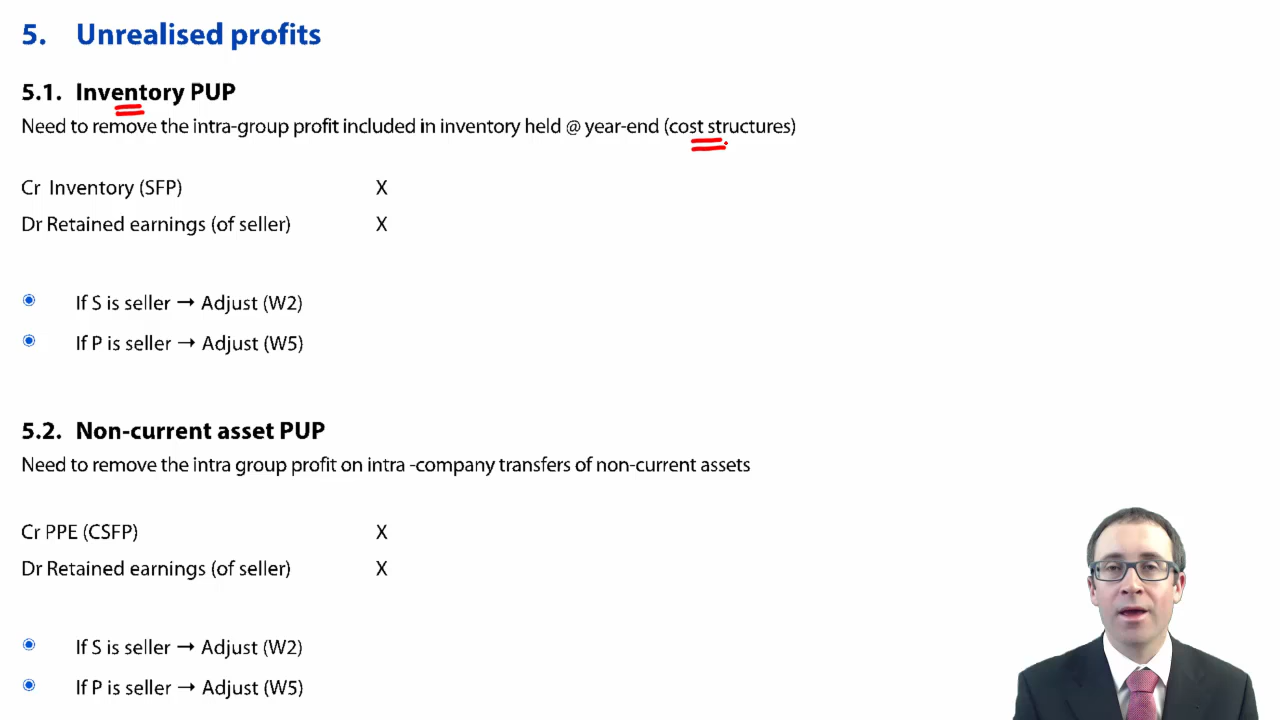 5. Unrealised profits
5.1. Inventory PUP
Need to remove the intra-group profit included in inventory held @ year-end (cost structures)
Cr Inventory (SFP) X
Dr Retained earnings (of seller) X
If S is seller → Adjust (W2)
If P is seller → Adjust (W5)
5.2. Non-current asset PUP
Need to remove the intra group profit on intra -company transfers of non-current assets
Cr PPE (CSFP) X
Dr Retained earnings (of seller) X
If S is seller → Adjust (W2)
If P is seller → Adjust (W5)